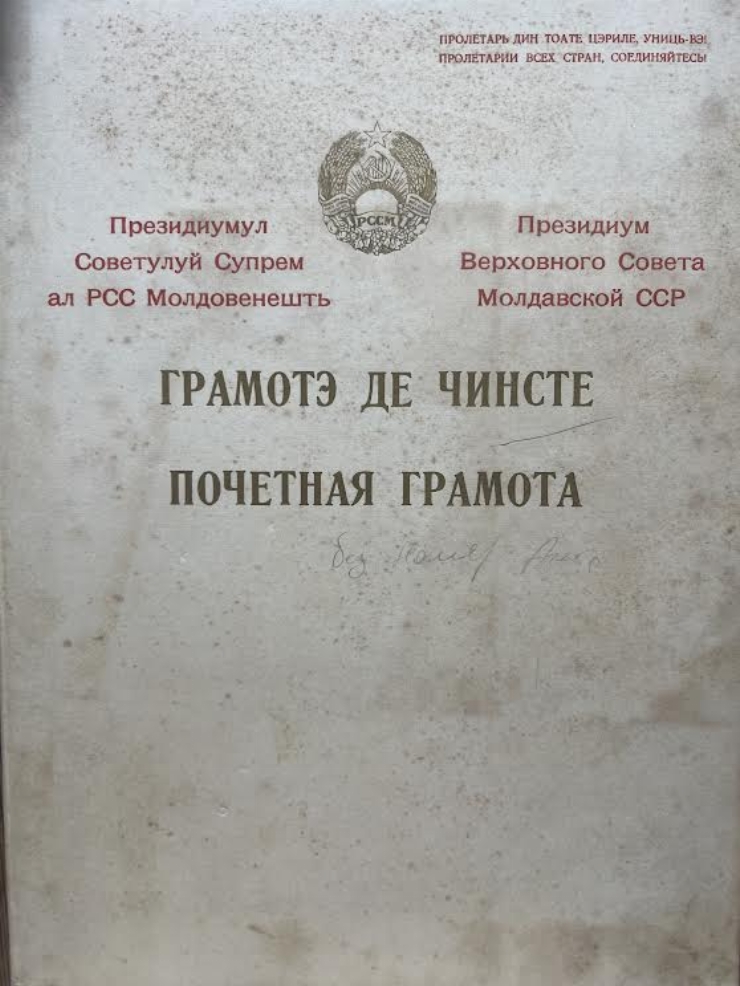 ПРОЛЕТАРЬ ДИН ТОАТЕ ЦЭРИЛЕ, УНИЦЬ-ВЭ!
ПРОЛЕТАРИИ ВСЕХ СТРАН, СОЕДИНЯЙТЕСЬ!
РССМ
Президиумул
Советулуй Супрем
ал РСС Молдовенешть
Президиум
Верховного Совета
Молдавской ССР
ГРАМОТЭ ДЕ ЧИНСТЕ
ПОЧЕТНАЯ ГРАМОТА
без